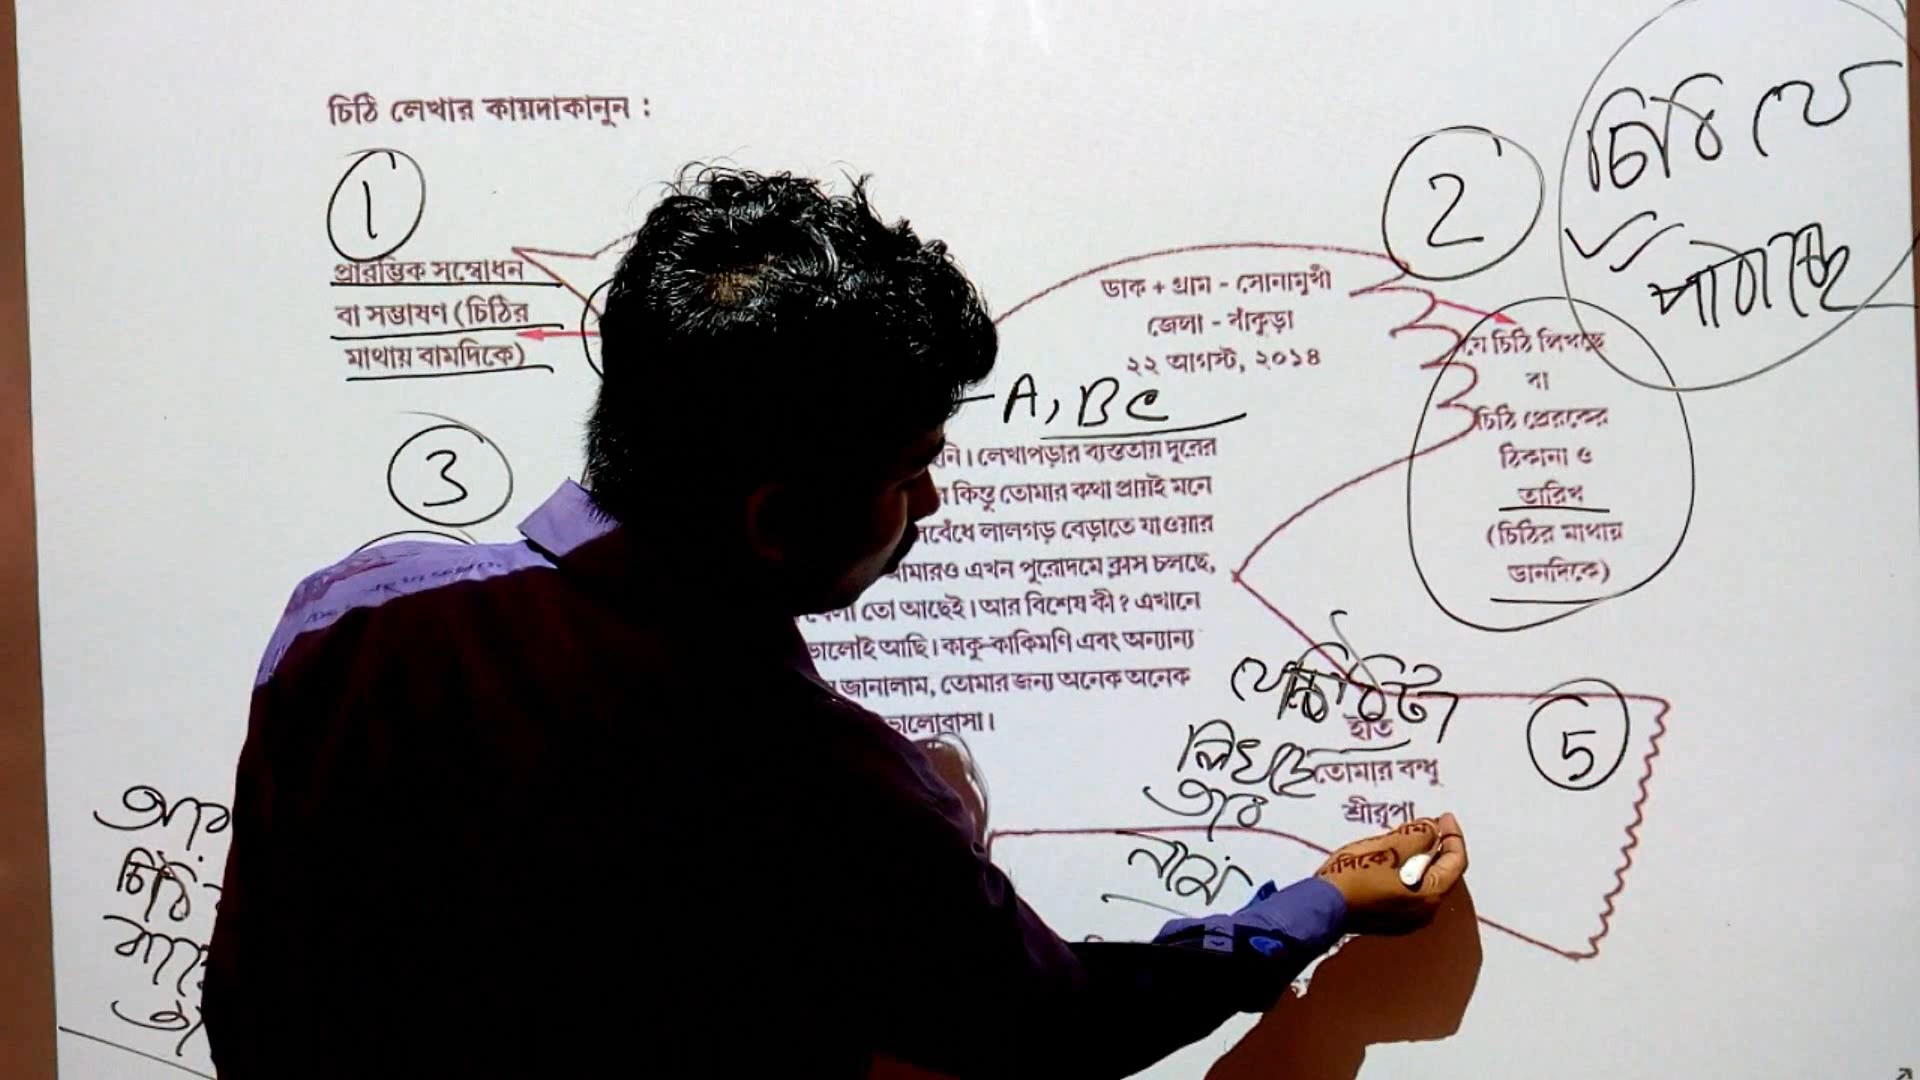 চিঠি লেখার কায়দাকানুন :
1
প্রারম্ভিক সম্বোধন
বা সম্ভাষণ (চিঠির
মাথায় বামদিকে)
2
চিঠি যে
পাঠাচ্ছে
ডাক + গ্রাম - সোনামুখী
জেলা - বাঁকুড়া
২২ আগস্ট, ২০১৪
যে চিঠি লিখছে
বা
চিঠি প্রেরকের
ঠিকানা ও
তারিখ
(চিঠির মাথায়
ডানদিকে)
A, BC
3
নি। লেখাপড়ার ব্যস্ততায় দূরের
কিন্তু তোমার কথা প্রায়ই মনে
বেঁধে লালগড় বেড়াতে যাওয়ার
মারও এখন পুরোদমে ক্লাস চলছে,
তো আছেই। আর বিশেষ কী? এখানে
ভালোই আছি। কাকু-কাকিমণি এবং অন্যান্য
জানালাম, তোমার জন্য অনেক অনেক
ভালোবাসা।
যে চিঠিটা
লিখছে
তার
নাম
5
ইতি
তোমার বন্ধু
শ্রীরূপা
দিকে)
চিঠি